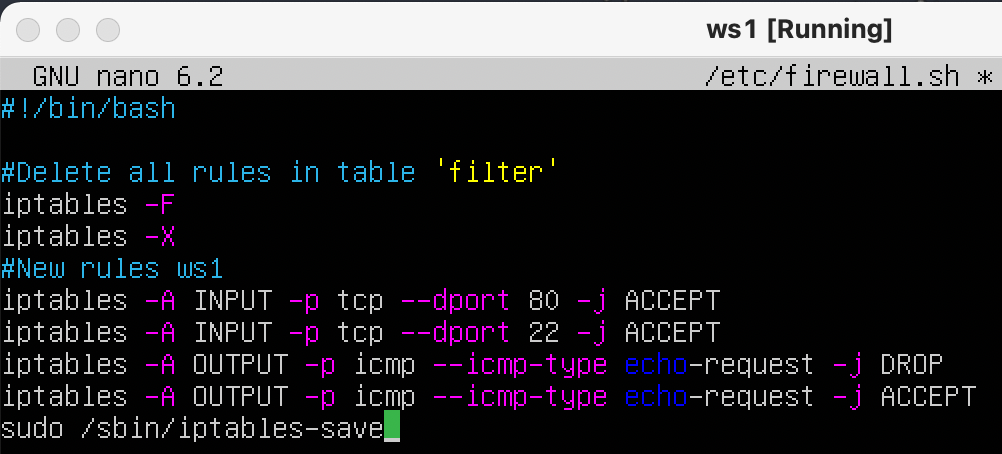 ws1 [Running]
GNU nano 6.2 /etc/firewall.sh *
#!/bin/bash
#Delete all rules in table 'filter'
iptables -F
iptables -X
#New rules ws1
iptables -A INPUT -p tcp --dport 80 -j ACCEPT
iptables -A INPUT -p tcp --dport 22 -j ACCEPT
iptables -A OUTPUT -p icmp --icmp-type echo-request -j DROP
iptables -A OUTPUT -p icmp --icmp-type echo-request -j ACCEPT
sudo /sbin/iptables-save